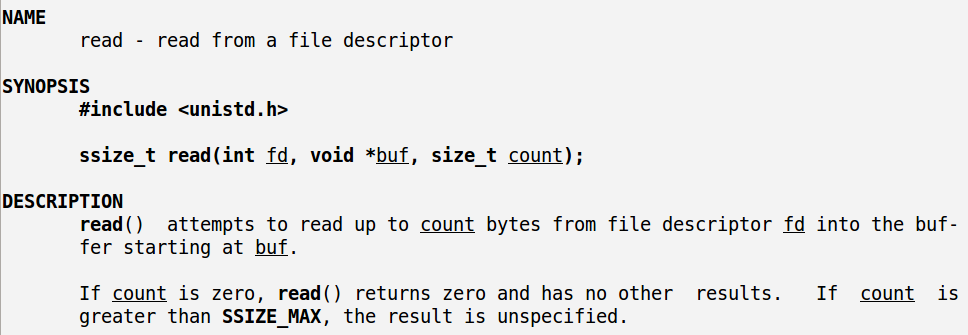 NAME
read - read from a file descriptor
SYNOPSIS
#include <unistd.h>
ssize_t read(int fd, void *buf, size_t count);
DESCRIPTION
read()  attempts to read up to count bytes from file descriptor fd into the buf-
fer starting at buf.
If count is zero, read() returns zero and has no other  results.   If  count  is
greater than SSIZE_MAX, the result is unspecified.